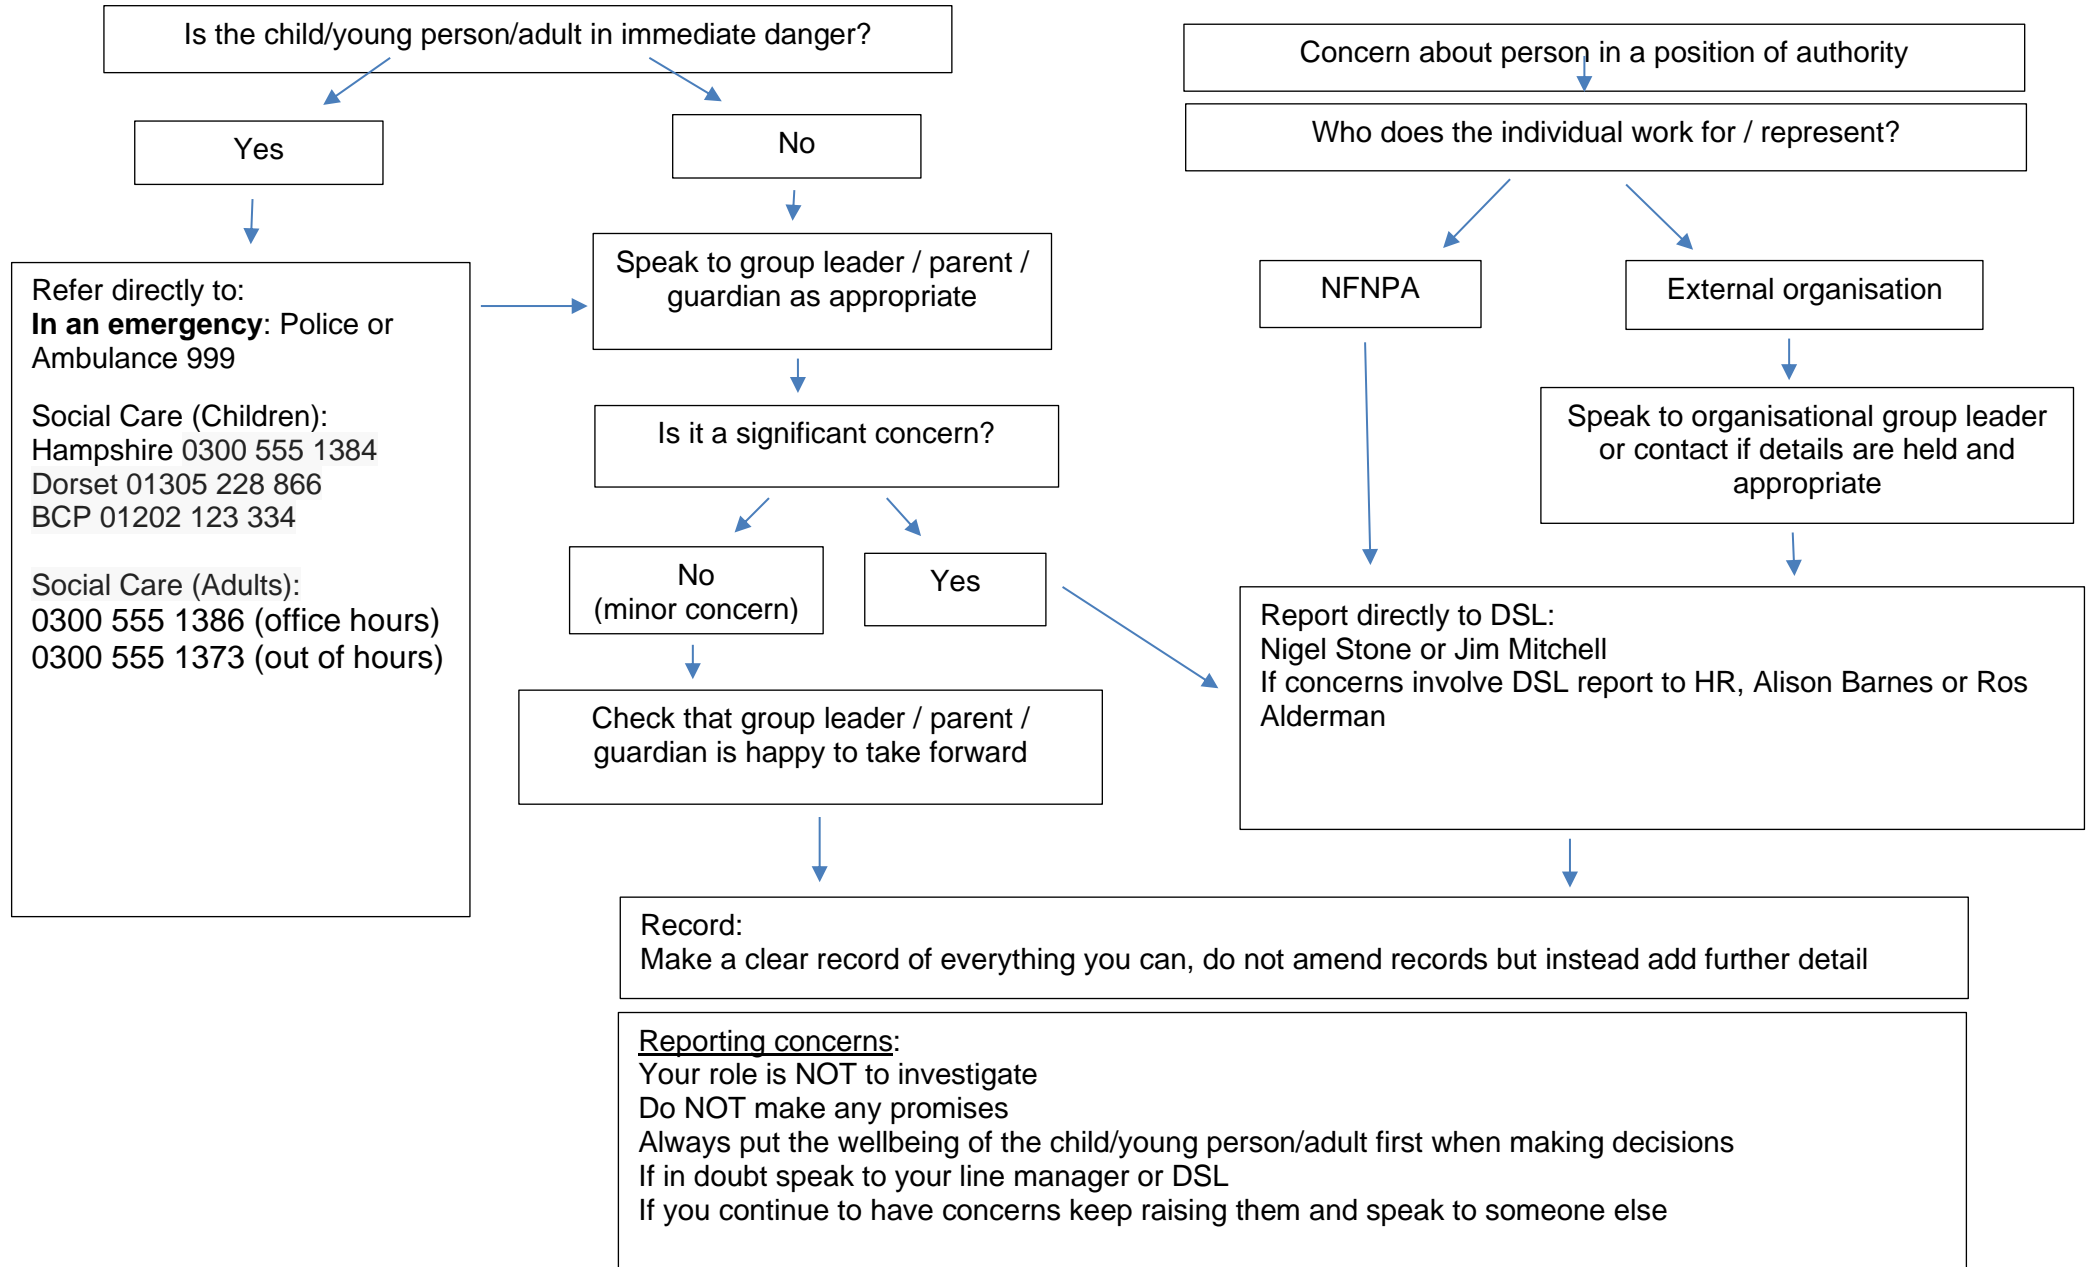 Is the child/young person/adult in immediate danger?
Yes
No
Refer directly to:
In an emergency: Police or
Ambulance 999
Social Care (Children):
Hampshire 0300 555 1384
Dorset 01305 228 866
BCP 01202 123 334
Social Care (Adults):
0300 555 1386 (office hours)
0300 555 1373 (out of hours)
Speak to group leader / parent /
guardian as appropriate
Is it a significant concern?
No
(minor concern)
Yes
Check that group leader / parent /
guardian is happy to take forward
Concern about person in a position of authority
Who does the individual work for / represent?
NFNPA
External organisation
Speak to organisational group leader
or contact if details are held and
appropriate
Report directly to DSL:
Nigel Stone or Jim Mitchell
If concerns involve DSL report to HR, Alison Barnes or Ros
Alderman
Record:
Make a clear record of everything you can, do not amend records but instead add further detail
Reporting concerns:
Your role is NOT to investigate
Do NOT make any promises
Always put the wellbeing of the child/young person/adult first when making decisions
If in doubt speak to your line manager or DSL
If you continue to have concerns keep raising them and speak to someone else